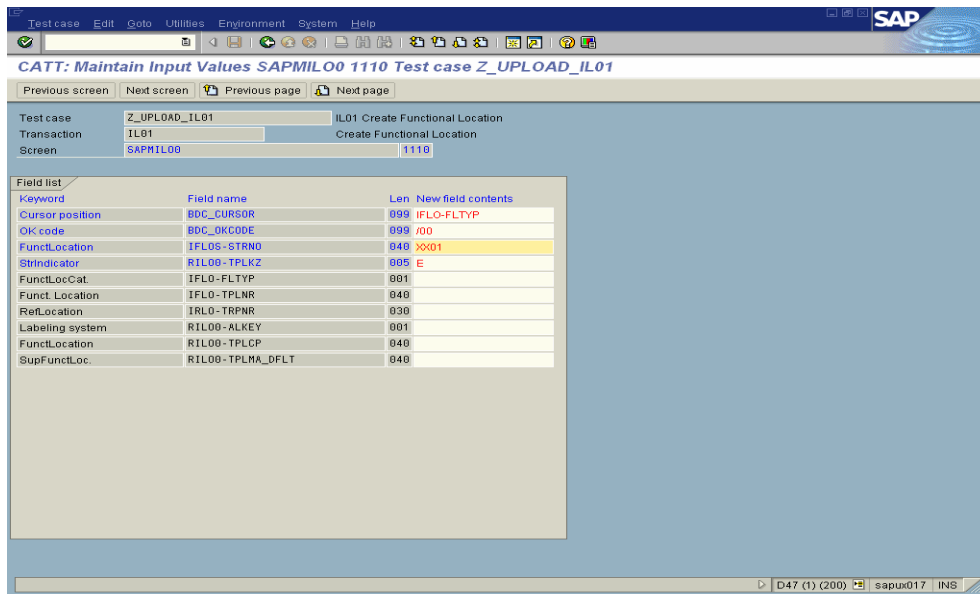 Testcase Edit Goto Utilities Environment System Help
SAP
CATT: Maintain Input Values SAPMILO0 1110 Test case Z_UPLOAD_IL01
Previous screen Next screen Previous page Next page
Test case Z_UPLOAD_IL01 IL01 Create Functional Location
Transaction IL01 Create Functional Location
Screen SAPMILO0 1110
Field list
Keyword Field name Len New field contents
Cursor position BDC_CURSOR 099 IFLO-FLTYP
OK code BDC_OKCODE 099 /00
FunctLocation IFLOS-STRNO 040 XX01
StrIndicator RILO0-TPLKZ 005 E
FunctLocCat. IFLO-FLTYP 001
Funct. Location IFLO-TPLNR 040
RefLocation IRLO-TRPNR 030
Labeling system RILO0-ALKEY 001
FunctLocation RILO0-TPLCP 040
SupFunctLoc. RILO0-TPLMA_DFLT 040
D47 (1) (200) sapux017 INS